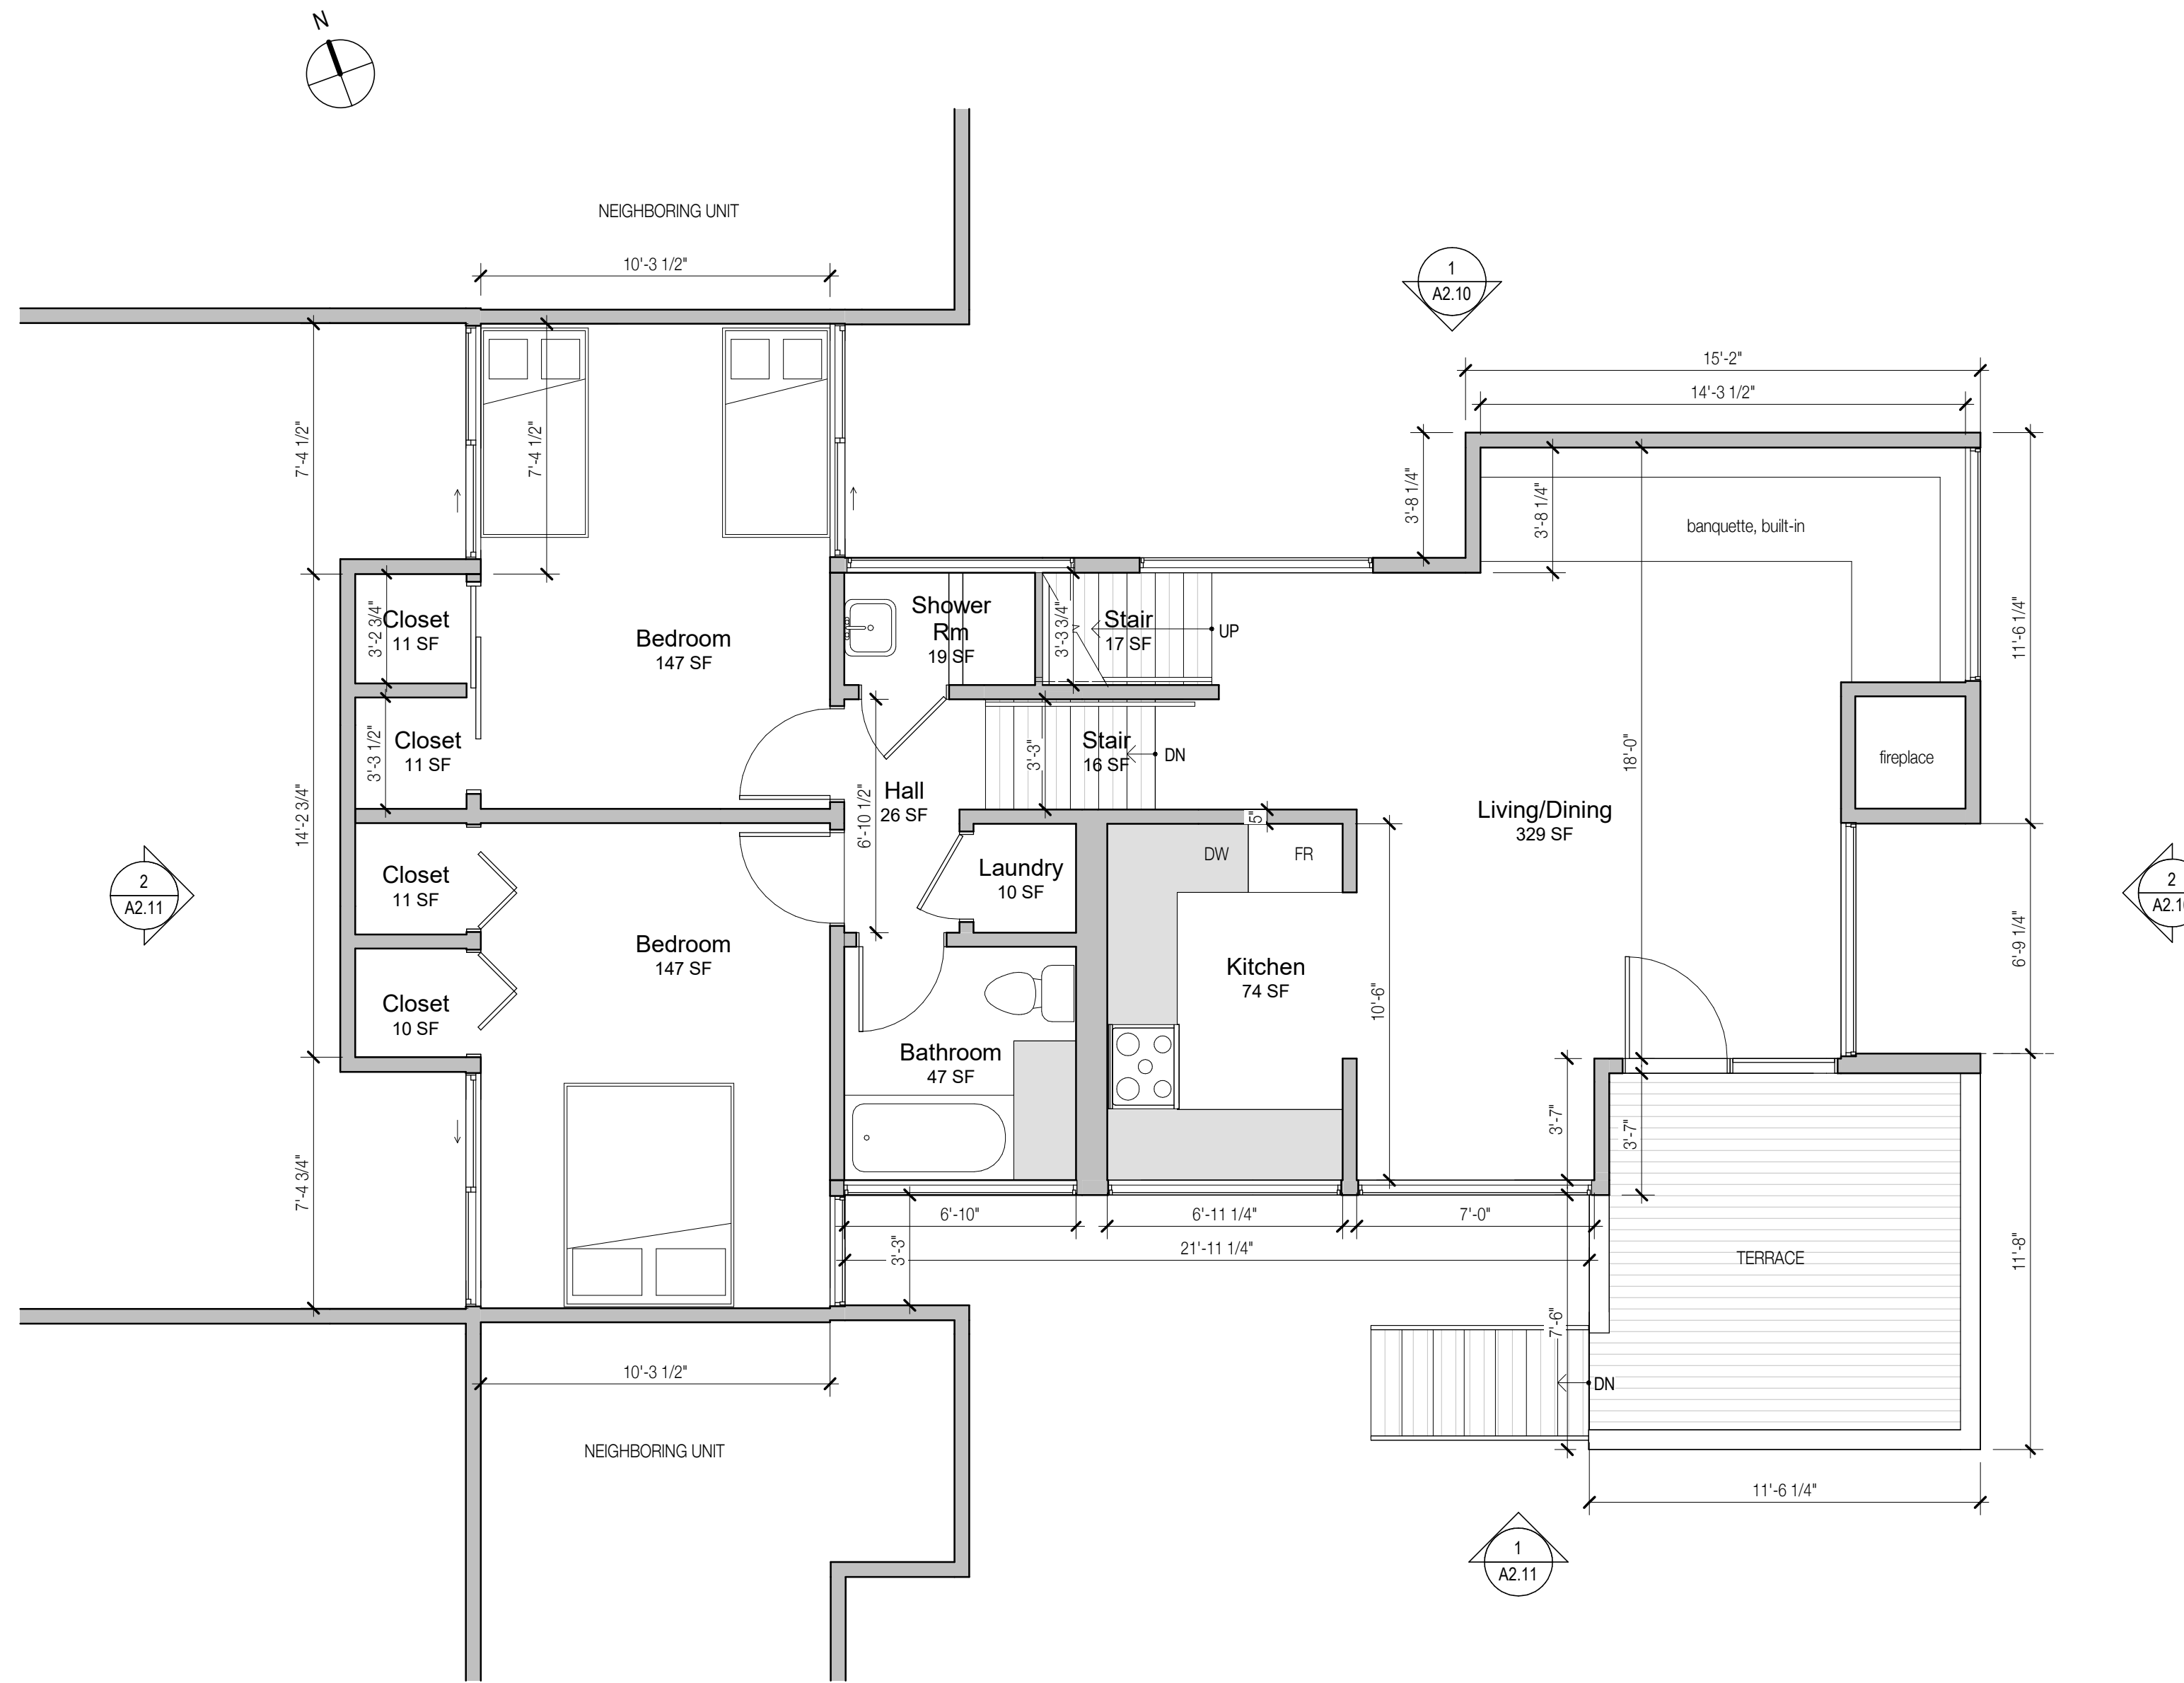 N
NEIGHBORING UNIT
10'-3 1/2"
1
A2.10
15'-2"
14'-3 1/2"
7'-4 1/2"
7'-4 1/2"
3'-8 1/4"
3'-8 1/4"
banquette, built-in
Closet
11 SF
3'-2 3/4"
Bedroom
147 SF
Shower
Rm
19 SF
3'-3 3/4"
Stair
17 SF
UP
11'-6 1/4"
Closet
11 SF
3'-3 1/2"
Stair
16 SF
3'-3"
DN
18'-0"
fireplace
Hall
26 SF
6'-10 1/2"
14'-2 3/4"
5"
Living/Dining
329 SF
DW
FR
Closet
11 SF
Laundry
10 SF
2
A2.11
2
A2.1
Bedroom
147 SF
Kitchen
74 SF
10'-6"
6'-9 1/4"
Closet
10 SF
Bathroom
47 SF
3'-7"
3'-7"
7'-4 3/4"
6'-10"
6'-11 1/4"
7'-0"
3'-3"
21'-11 1/4"
TERRACE
11'-8"
7'-6"
10'-3 1/2"
DN
NEIGHBORING UNIT
11'-6 1/4"
1
A2.11